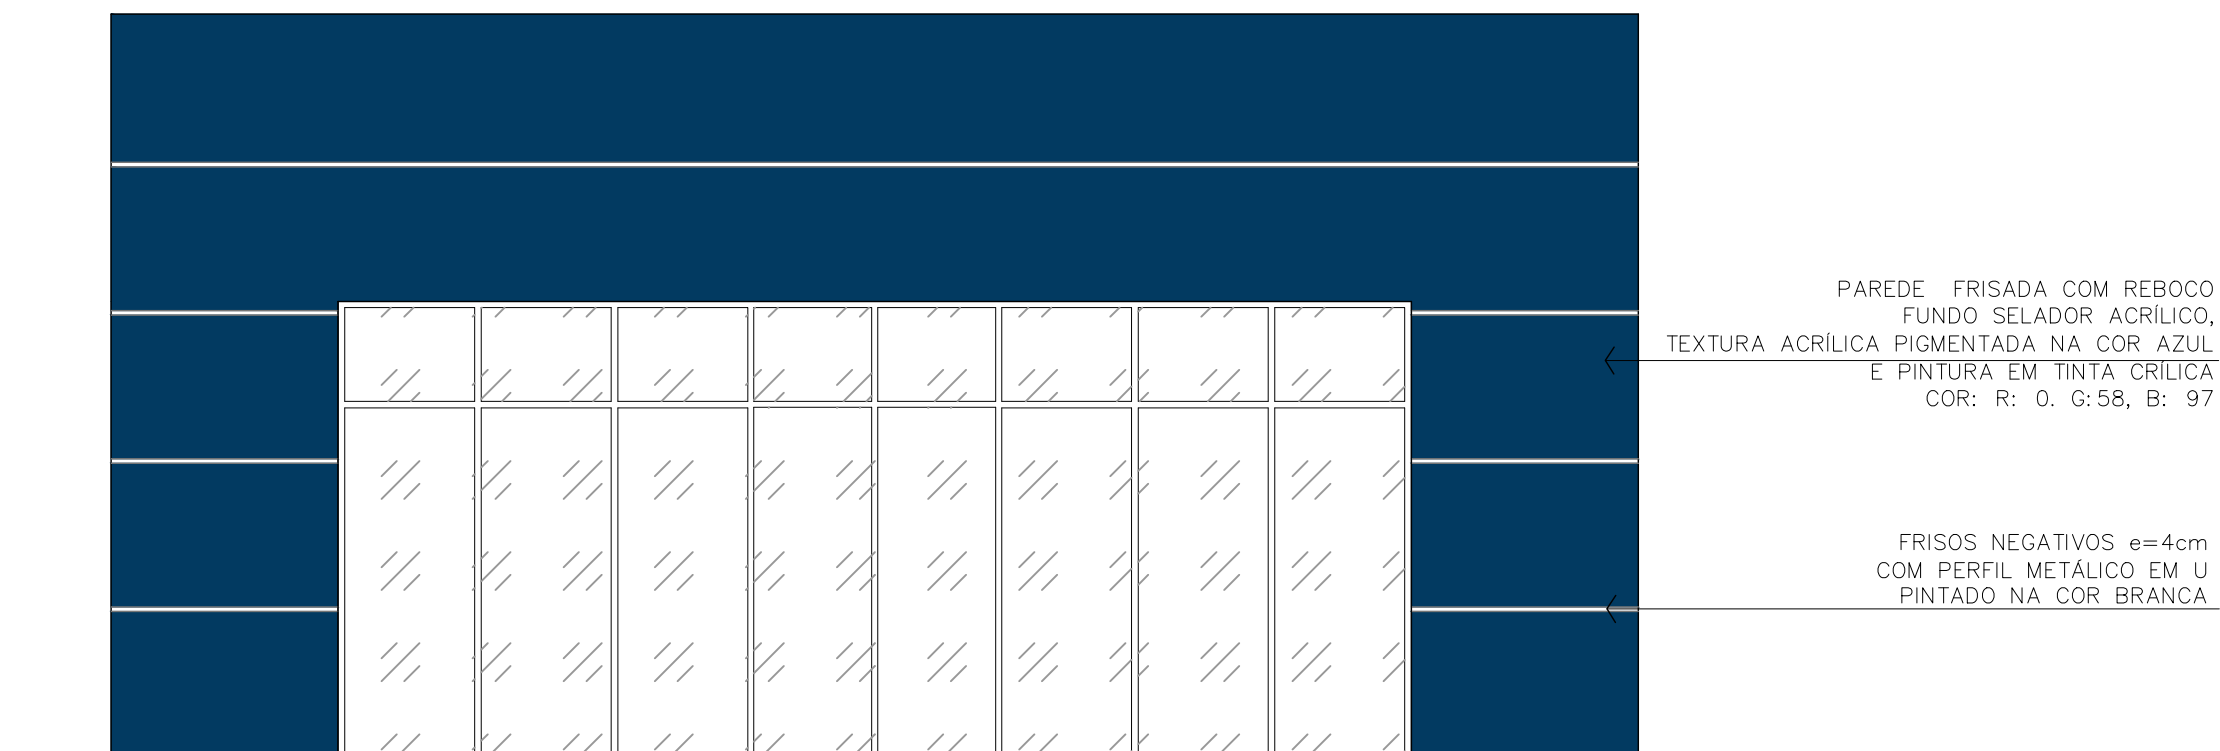 PAREDE FRISADA COM REBOCO
FUNDO SELADOR ACRÍLICO,
TEXTURA ACRÍLICA PIGMENTADA NA COR AZUL
E PINTURA EM TINTA CRÍLICA
COR: R: 0. G:58, B: 97
FRISOS NEGATIVOS e=4cm
COM PERFIL METÁLICO EM U
PINTADO NA COR BRANCA